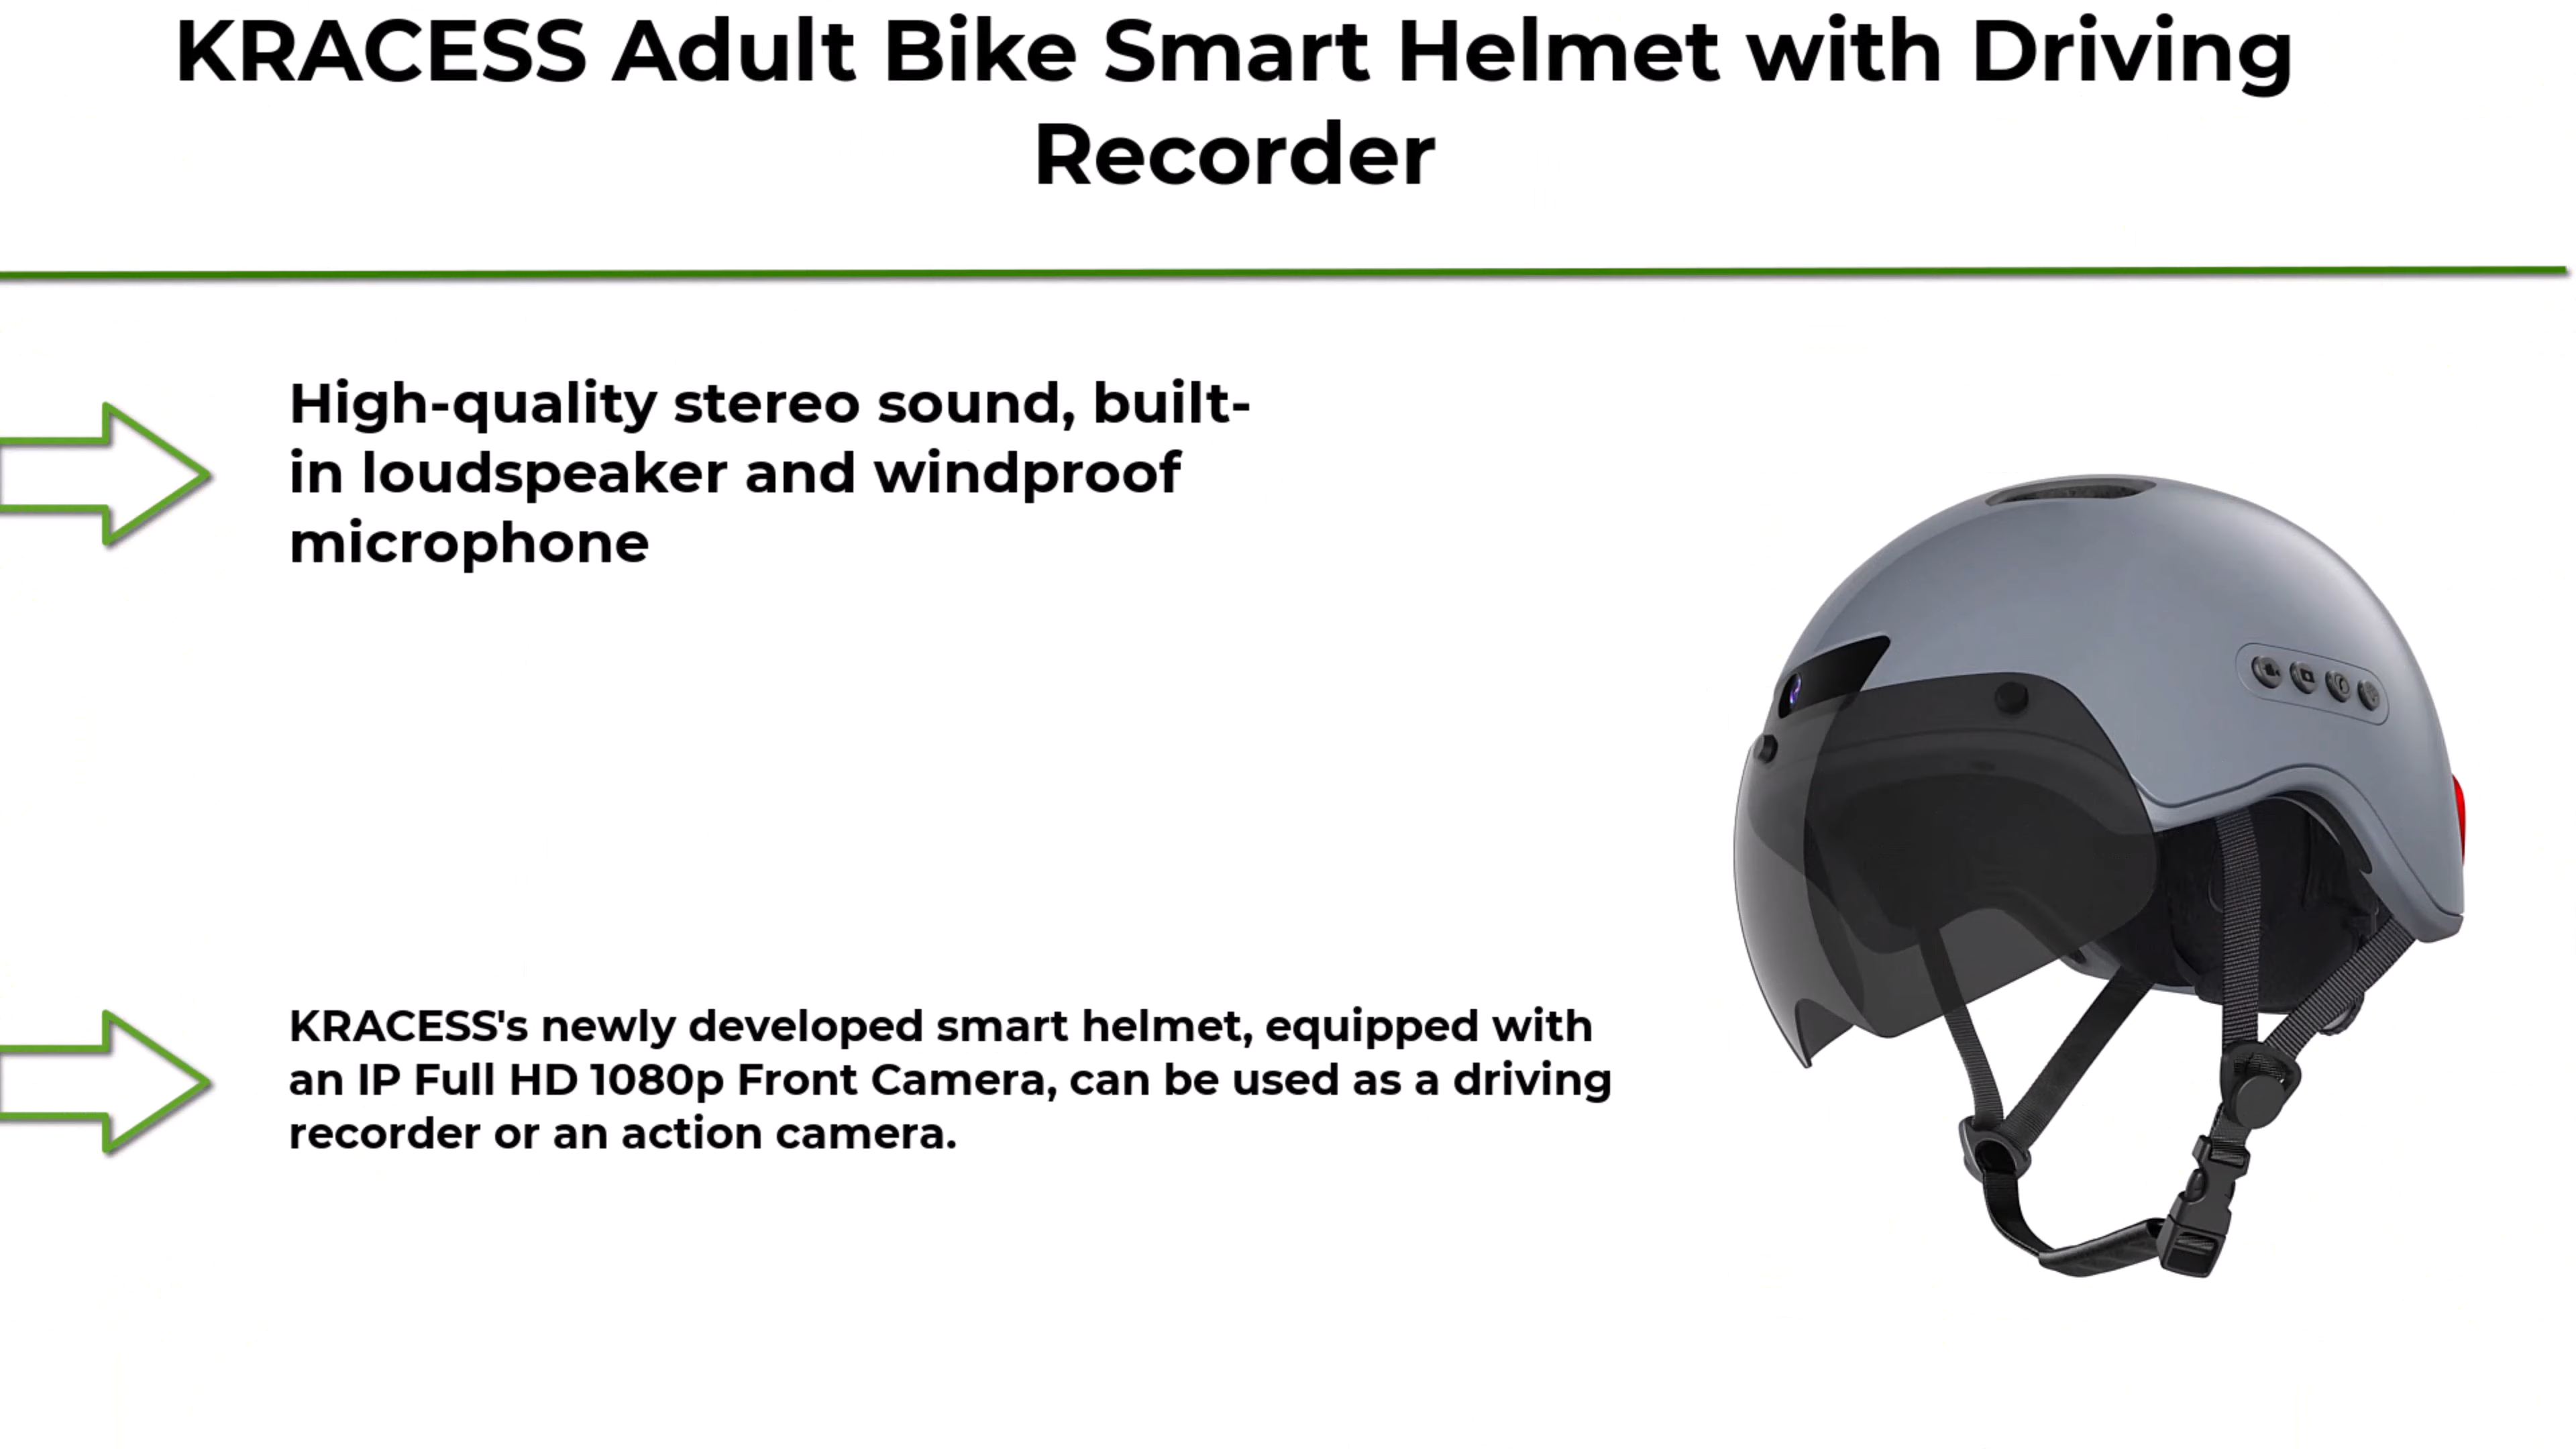 KRACESS Adult Bike Smart Helmet with Driving
Recorder
High-quality stereo sound, built-
in loudspeaker and windproof
microphone
KRACESS's newly developed smart helmet, equipped with
an IP Full HD 1080p Front Camera, can be used as a driving
recorder or an action camera.